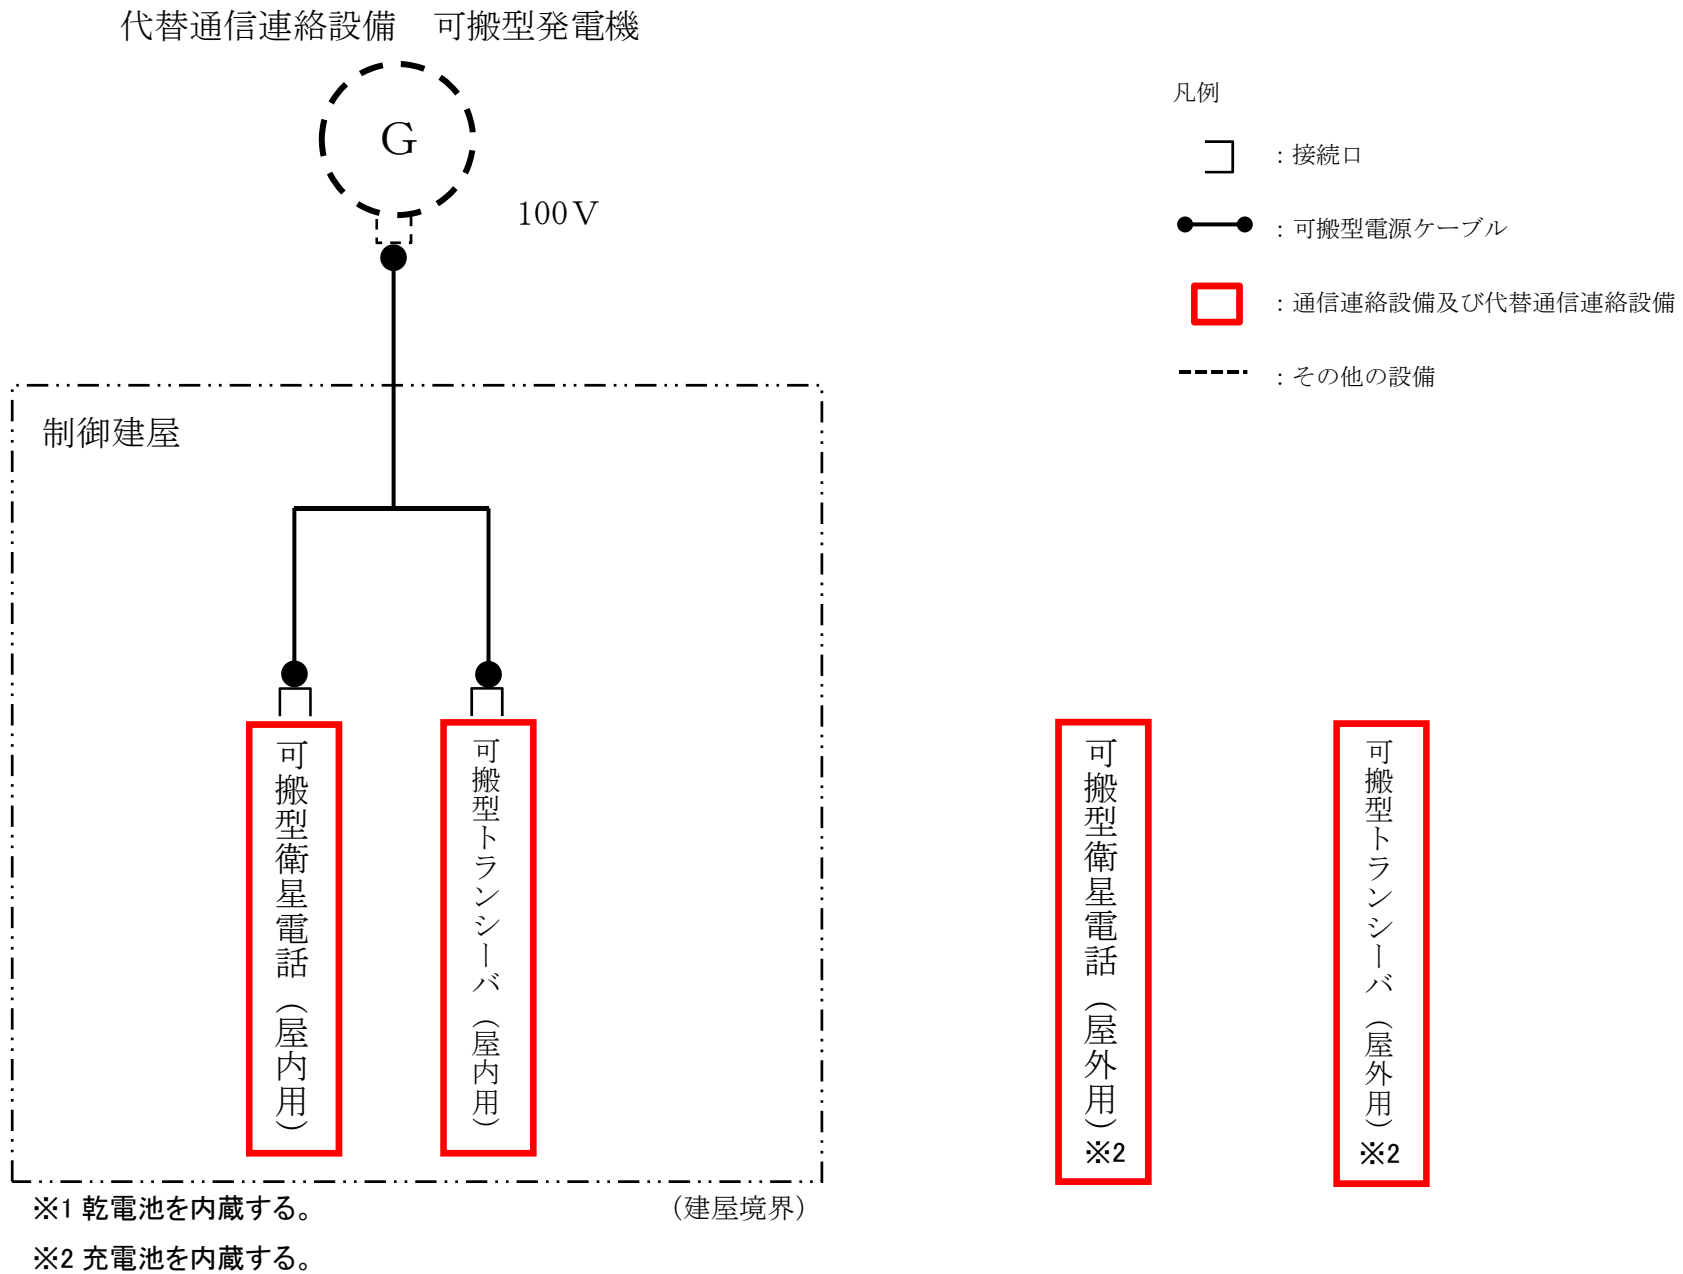 代替通信連絡設備　可搬型発電機
G
100V
凡例
：接続口
：可搬型電源ケーブル
：通信連絡設備及び代替通信連絡設備
：その他の設備
制御建屋
可搬型衛星電話（屋内用）
可搬型トランシーバ（屋内用）
可搬型衛星電話（屋外用）※2
可搬型トランシーバ（屋外用）※2
（建屋境界）
※1 乾電池を内蔵する。
※2 充電池を内蔵する。